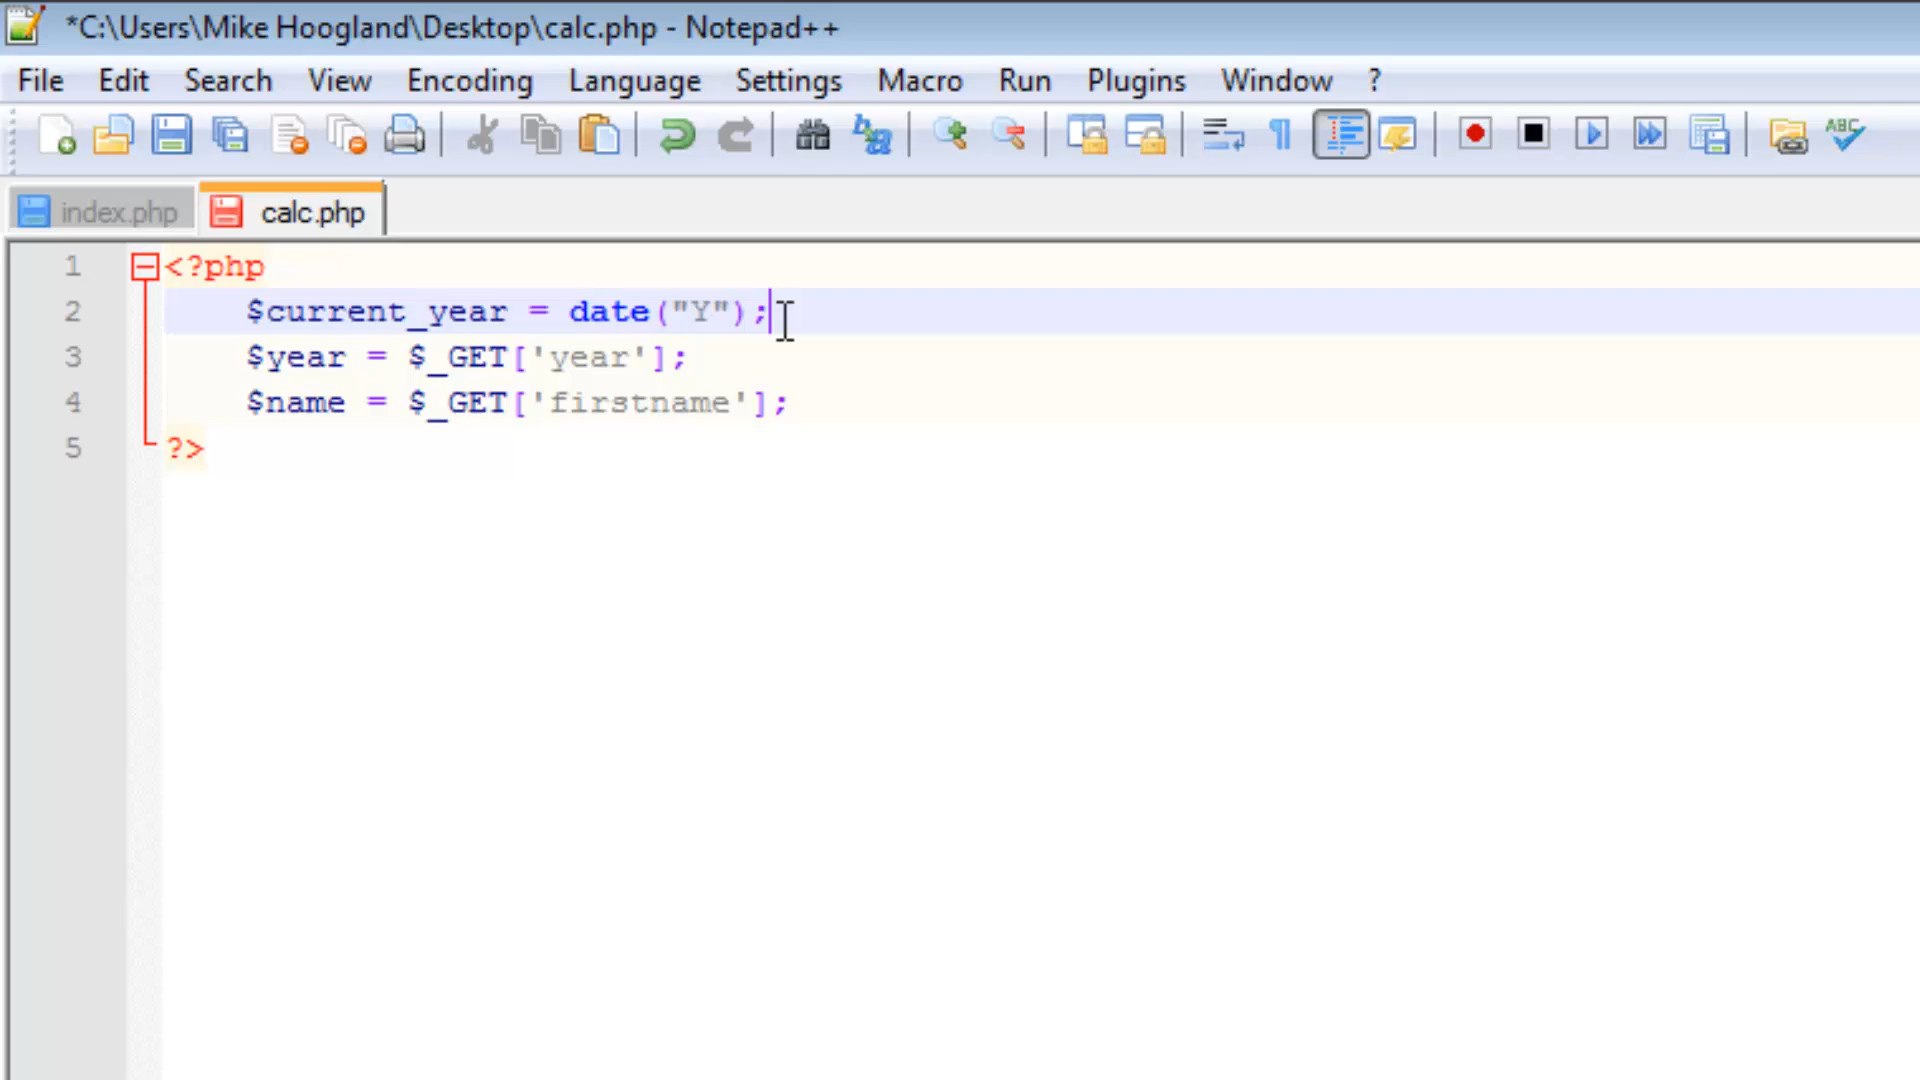 *C:\Users\Mike Hoogland\Desktop\calc.php - Notepad++
File Edit Search View Encoding Language Settings Macro Run Plugins Window ?
ABC
index.php calc.php
1 <?php
2 $current_year = date("Y");
3 $year = $_GET['year'];
4 $name = $_GET['firstname'];
5 ?>